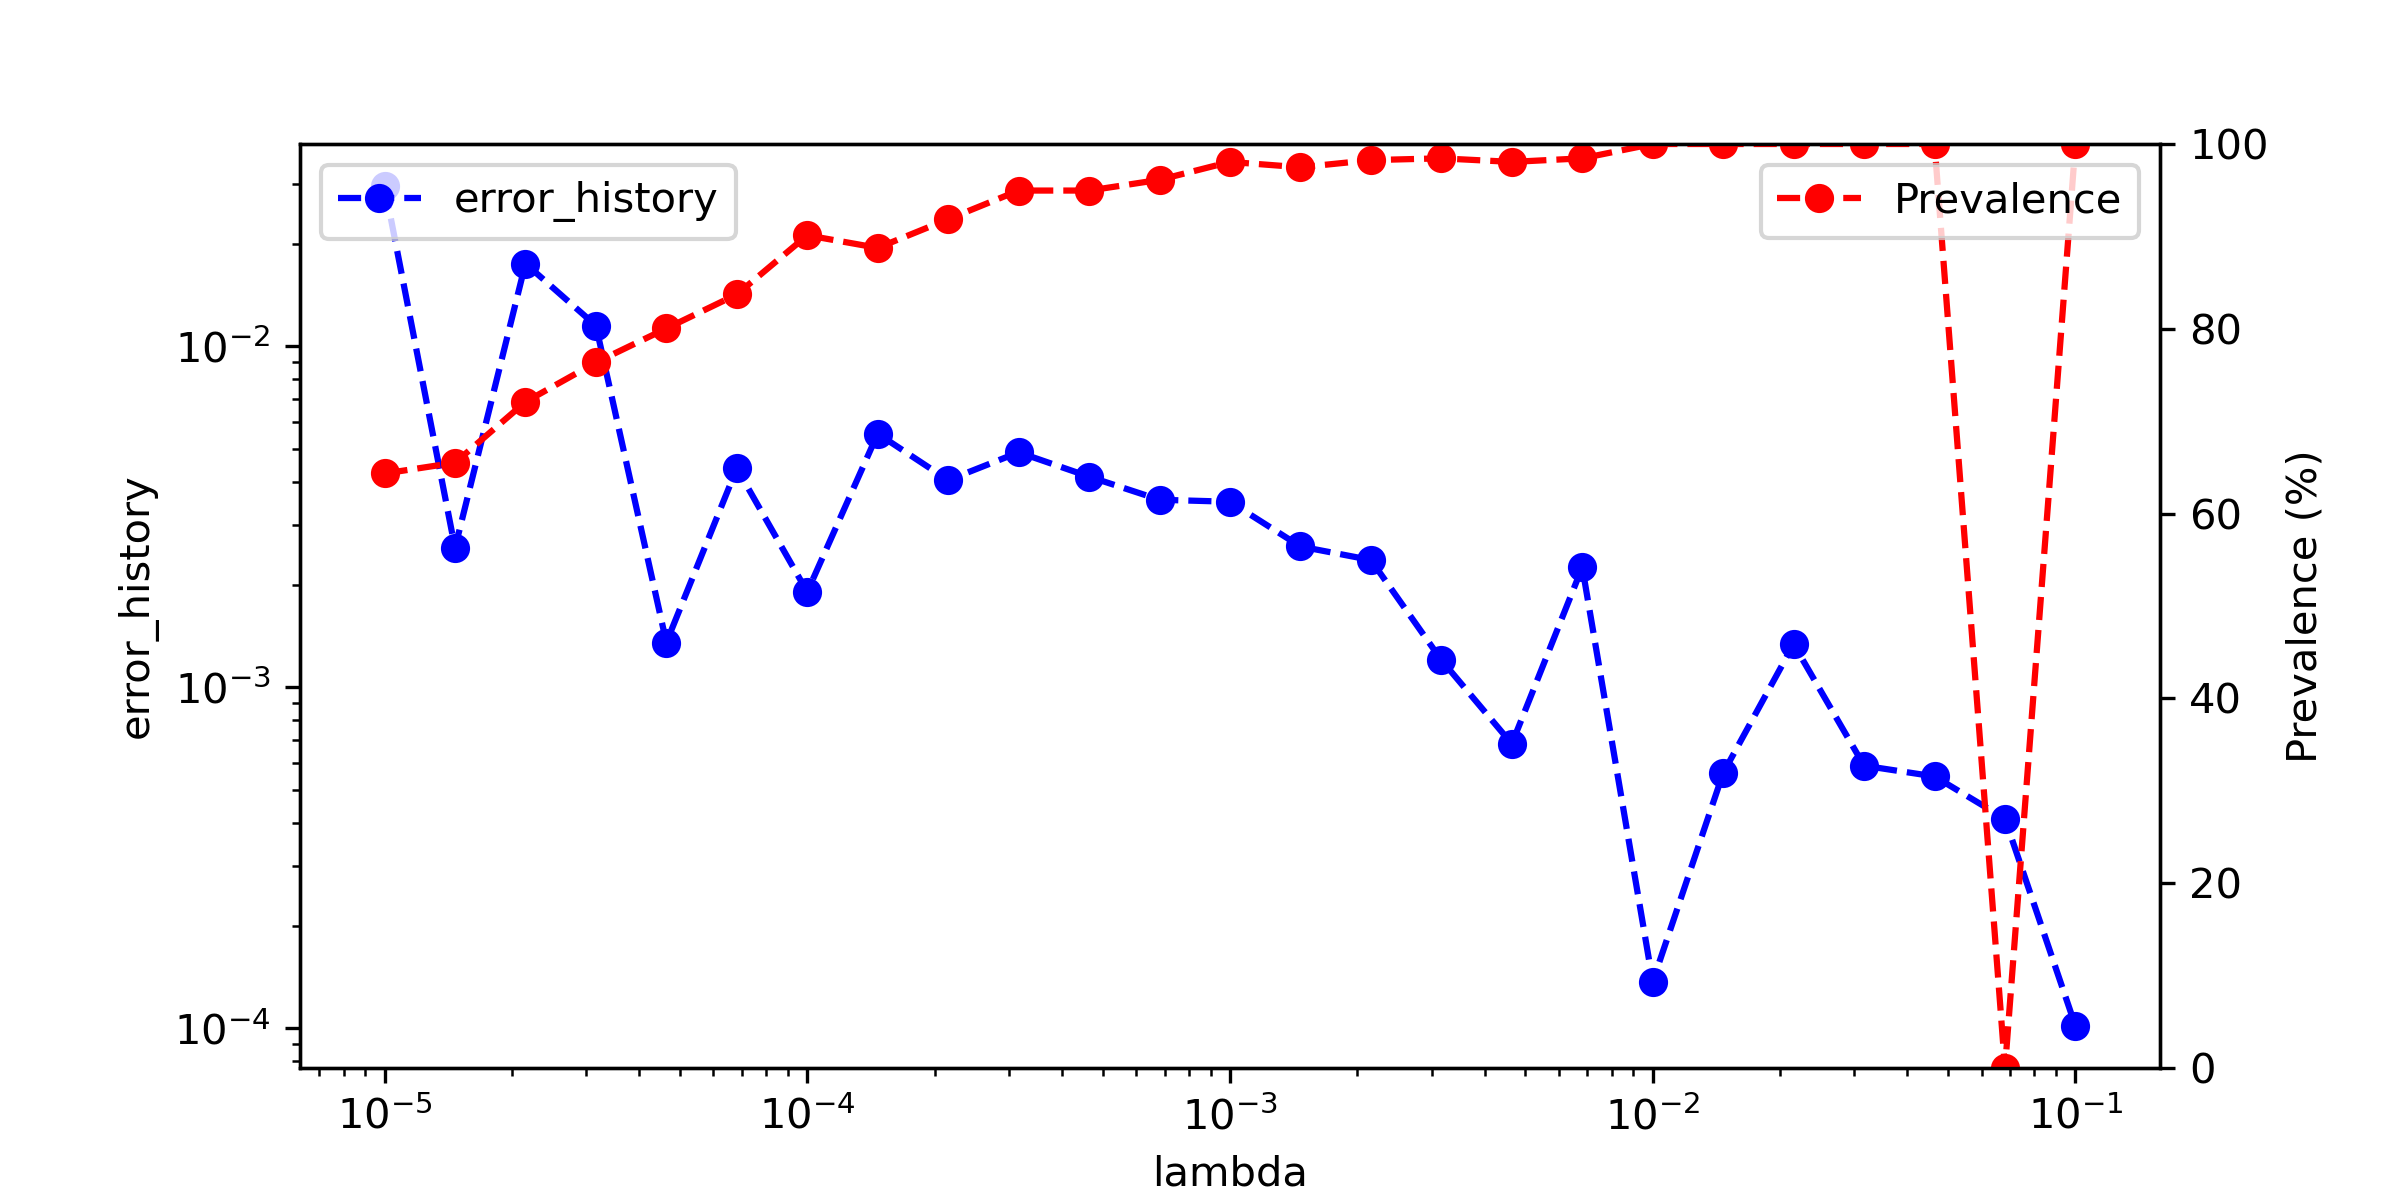 error_history
Prevalence
10⁻²
10⁻³
10⁻⁴
error_history
100
80
60
40
20
0
Prevalence (%)
10⁻⁵ 10⁻⁴ 10⁻³ 10⁻² 10⁻¹
lambda